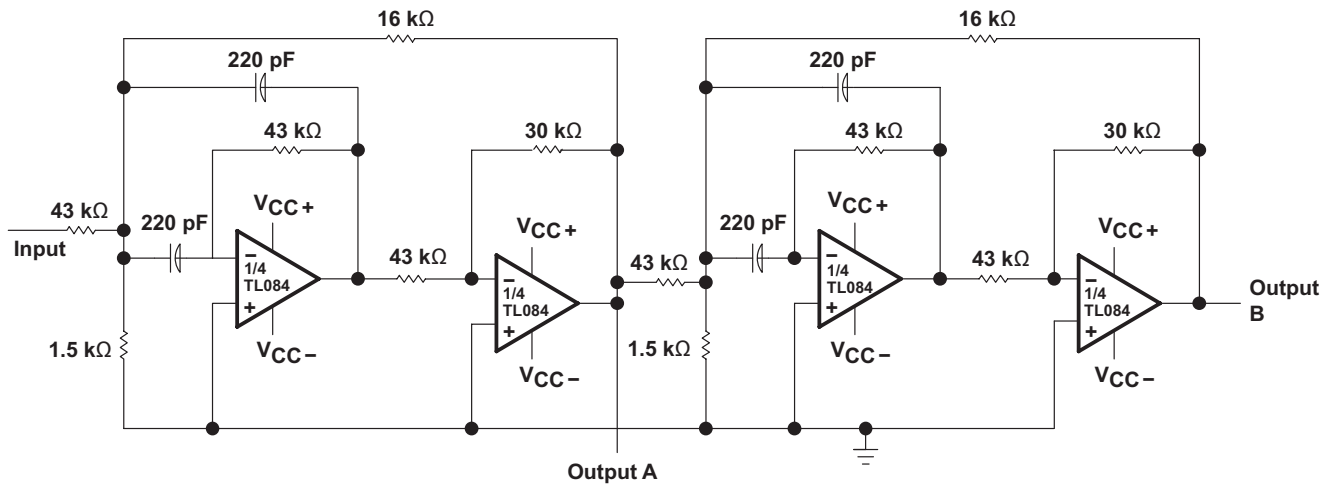 16 kΩ
16 kΩ
220 pF
220 pF
43 kΩ
30 kΩ
43 kΩ
30 kΩ
43 kΩ
Input
220 pF
VCC+
−
1/4
TL084
+
VCC−
1.5 kΩ
43 kΩ
VCC+
−
1/4
TL084
+
VCC−
43 kΩ
220 pF
VCC+
−
1/4
TL084
+
VCC−
1.5 kΩ
43 kΩ
VCC+
−
1/4
TL084
+
VCC−
Output
B
Output A